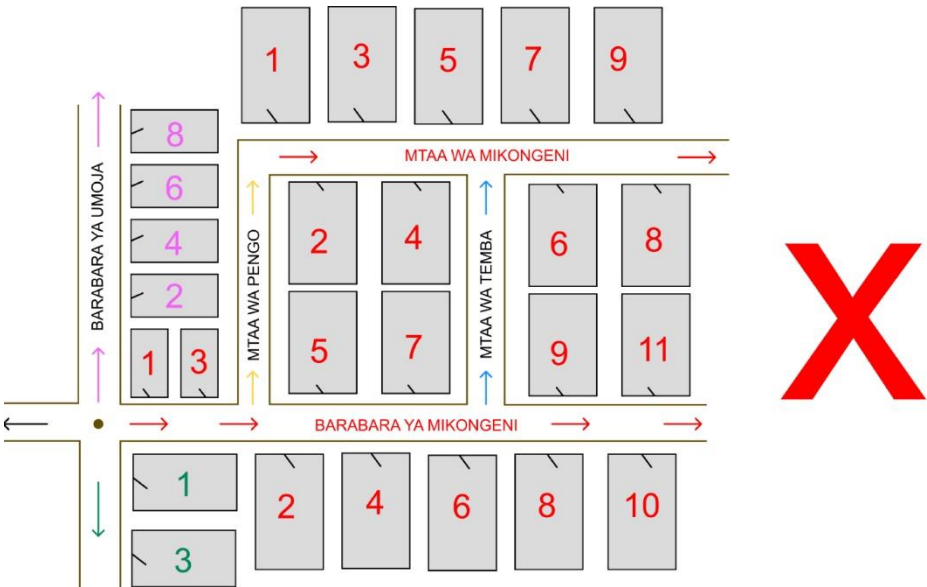 1 3 5 7 9
8
MTAA WA MIKONGENI
6
BARABARA YA UMOJA
4
2
MTAA WA PENGO
2 4
MTAA WA TEMBA
6 8
1 3
5 7
9 11
BARABARA YA MIKONGENI
1
3
2 4 6 8 10
X